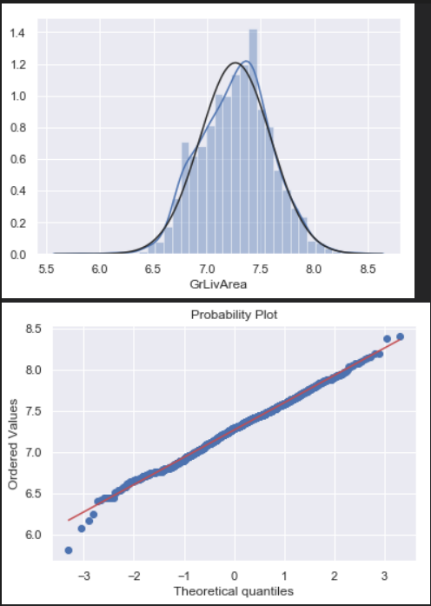 1.4
1.2
1.0
0.8
0.6
0.4
0.2
0.0
5.5 6.0 6.5 7.0 7.5 8.0 8.5
GrLivArea
Probability Plot
8.5
8.0
7.5
7.0
6.5
6.0
Ordered Values
−3 −2 −1 0 1 2 3
Theoretical quantiles